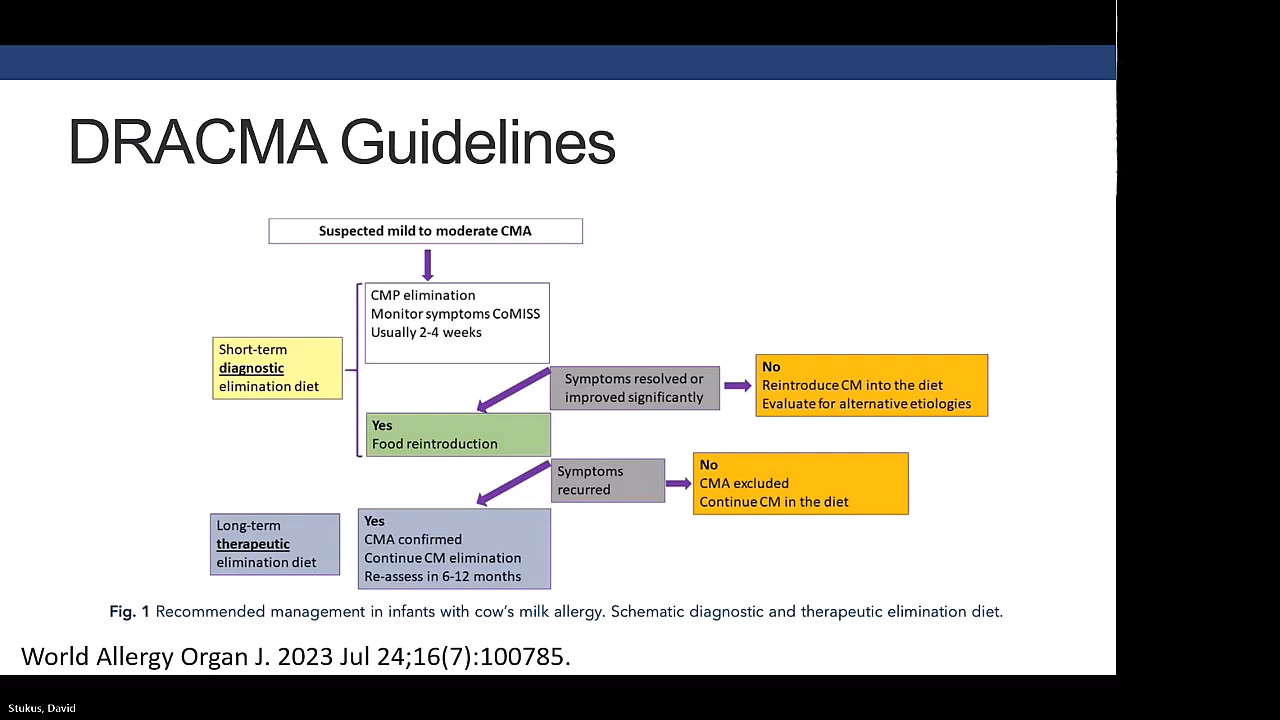 DRACMA Guidelines
Suspected mild to moderate CMA
CMP elimination
Monitor symptoms CoMISS
Usually 2-4 weeks
Short-term
diagnostic
elimination diet
Symptoms resolved or
improved significantly
No
Reintroduce CM into the diet
Evaluate for alternative etiologies
Yes
Food reintroduction
Symptoms
recurred
No
CMA excluded
Continue CM in the diet
Long-term
therapeutic
elimination diet
Yes
CMA confirmed
Continue CM elimination
Re-assess in 6-12 months
Fig. 1 Recommended management in infants with cow's milk allergy. Schematic diagnostic and therapeutic elimination diet.
World Allergy Organ J. 2023 Jul 24;16(7):100785.
Stukus, David